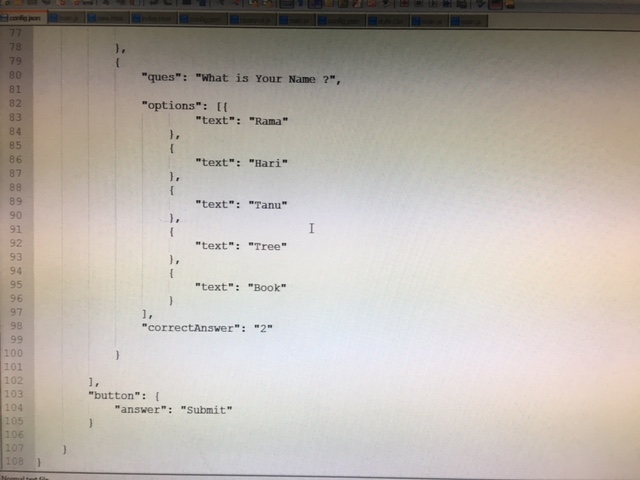 config.json
77
78 },
79 {
80 "ques": "What is Your Name ?",
81
82 "options": [{
83 "text": "Rama"
84 },
85 {
86 "text": "Hari"
87 },
88 {
89 "text": "Tanu"
90 },
91 {
92 "text": "Tree"
93 },
94 {
95 "text": "Book"
96 }
97 ],
98 "correctAnswer": "2"
99
100 }
101
102 ],
103 "button": {
104 "answer": "Submit"
105 }
106
107 }
108 }
Normal text file